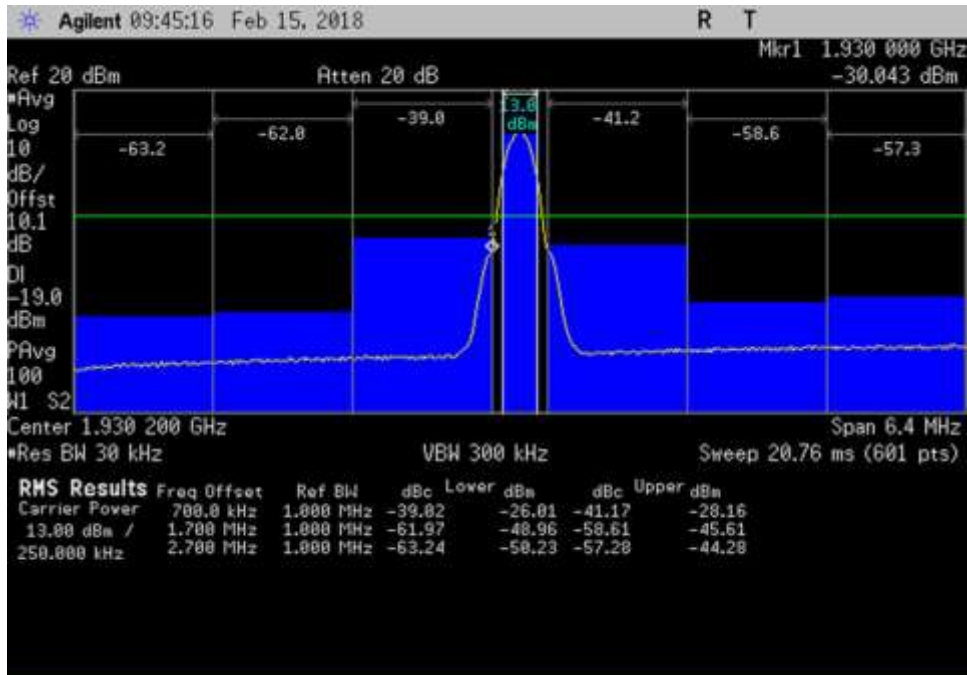 Agilent 09:45:16 Feb 15, 2018 R T
Mkr1 1.930 000 GHz
Ref 20 dBm Atten 20 dB -30.043 dBm
*Avg
Log
10
dB/
Offst
10.1
dB
DI
-19.0
dBm
PAvg
100
W1 S2
-63.2 -62.0 -39.0 13.0 dBm -41.2 -58.6 -57.3
Center 1.930 200 GHz Span 6.4 MHz
*Res BW 30 kHz VBW 300 kHz Sweep 20.76 ms (601 pts)
RMS Results Freq Offset Ref BW dBc Lower dBm dBc Upper dBm
Carrier Power 700.0 kHz 1.000 MHz -39.02 -26.01 -41.17 -28.16
13.00 dBm / 1.700 MHz 1.000 MHz -61.97 -48.96 -58.61 -45.61
250.000 kHz 2.700 MHz 1.000 MHz -63.24 -50.23 -57.28 -44.28